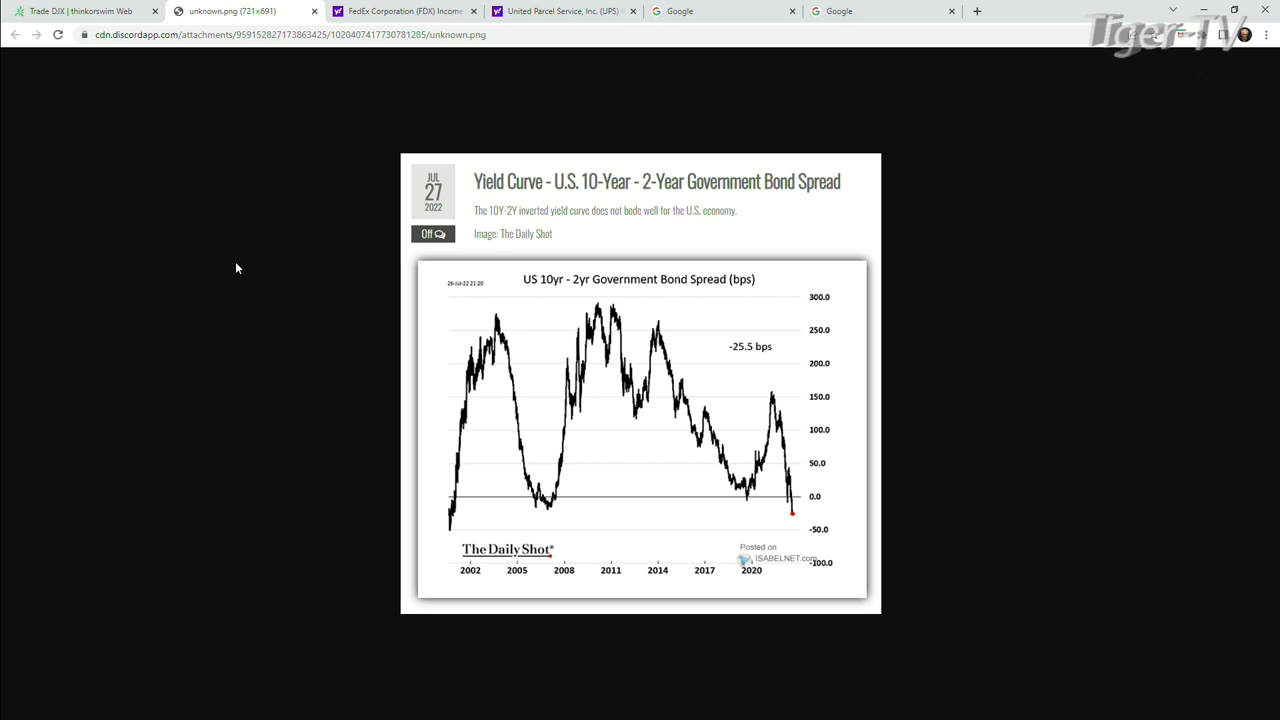 Trade DJX | thinkorswim Web
unknown.png (721×691)
FedEx Corporation (FDX) Income
United Parcel Service, Inc. (UPS) I
Google
Google
cdn.discordapp.com/attachments/959152827173863425/1020407417730781285/unknown.png
Tiger TV
JUL
27
2022
Off
Yield Curve - U.S. 10-Year - 2-Year Government Bond Spread
The 10Y-2Y inverted yield curve does not bode well for the U.S. economy.
Image: The Daily Shot
26-Jul-22 21:20
US 10yr - 2yr Government Bond Spread (bps)
300.0
250.0
-25.5 bps
200.0
150.0
100.0
50.0
0.0
-50.0
The Daily Shot
Posted on
ISABELNET.com
-100.0
2002 2005 2008 2011 2014 2017 2020